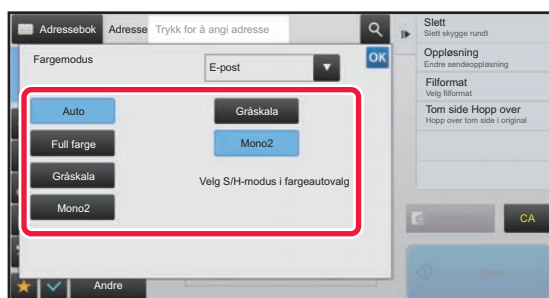 Adressebok Adresse Trykk for å angi adresse
Fargemodus
E-post
OK
Auto
Full farge
Gråskala
Mono2
Gråskala
Mono2
Velg S/H-modus i fargeautovalg
Andre
Slett
Slett skygge rundt
Oppløsning
Endre sendeoppløsning
Filformat
Velg filformat
Tom side Hopp over
Hopp over tom side i original
CA
Start